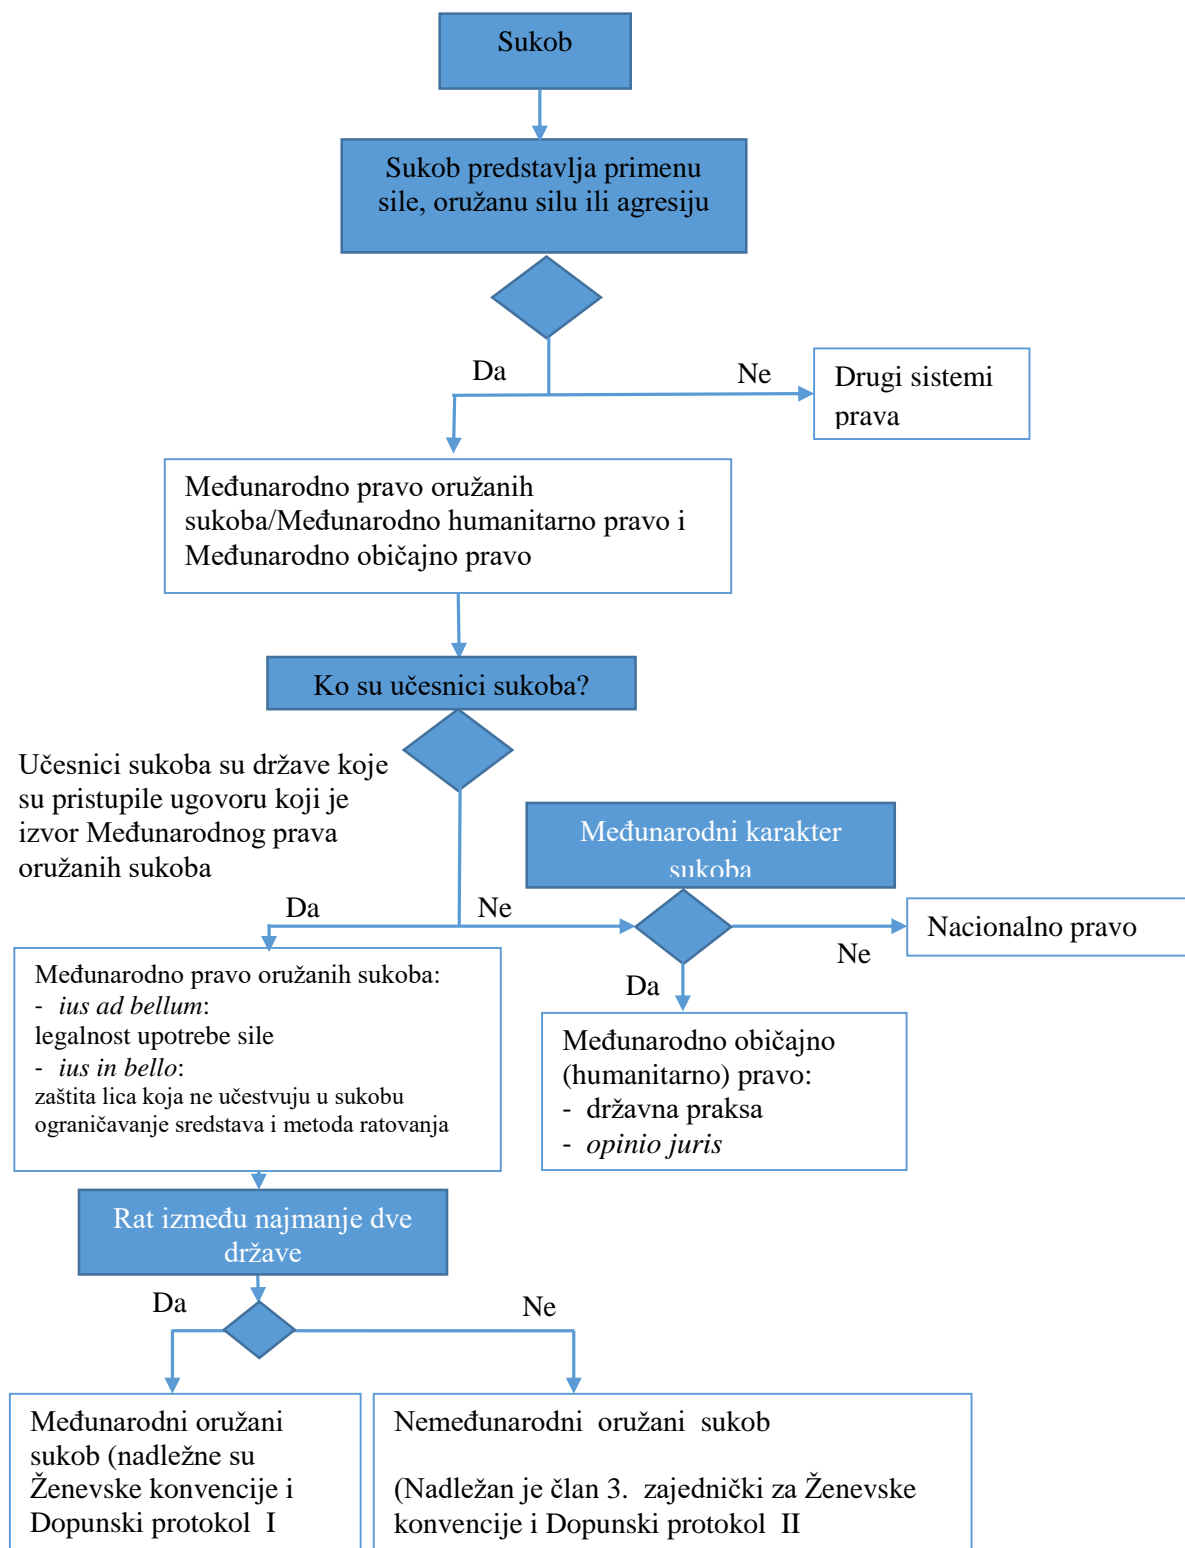 Sukob
Sukob predstavlja primenu
sile, oružanu silu ili agresiju
Da
Ne
Drugi sistemi
prava
Međunarodno pravo oružanih
sukoba/Međunarodno humanitarno pravo i
Međunarodno običajno pravo
Ko su učesnici sukoba?
Učesnici sukoba su države koje
su pristupile ugovoru koji je
izvor Međunarodnog prava
oružanih sukoba
Međunarodni karakter
sukoba
Da
Ne
Ne
Nacionalno pravo
Da
Međunarodno pravo oružanih sukoba:
- ius ad bellum:
legalnost upotrebe sile
- ius in bello:
zaštita lica koja ne učestvuju u sukobu
ograničavanje sredstava i metoda ratovanja
Međunarodno običajno
(humanitarno) pravo:
- državna praksa
- opinio juris
Rat između najmanje dve
države
Da
Ne
Međunarodni oružani
sukob (nadležne su
Ženevske konvencije i
Dopunski protokol I
Nemeđunarodni oružani sukob
(Nadležan je član 3. zajednički za Ženevske
konvencije i Dopunski protokol II